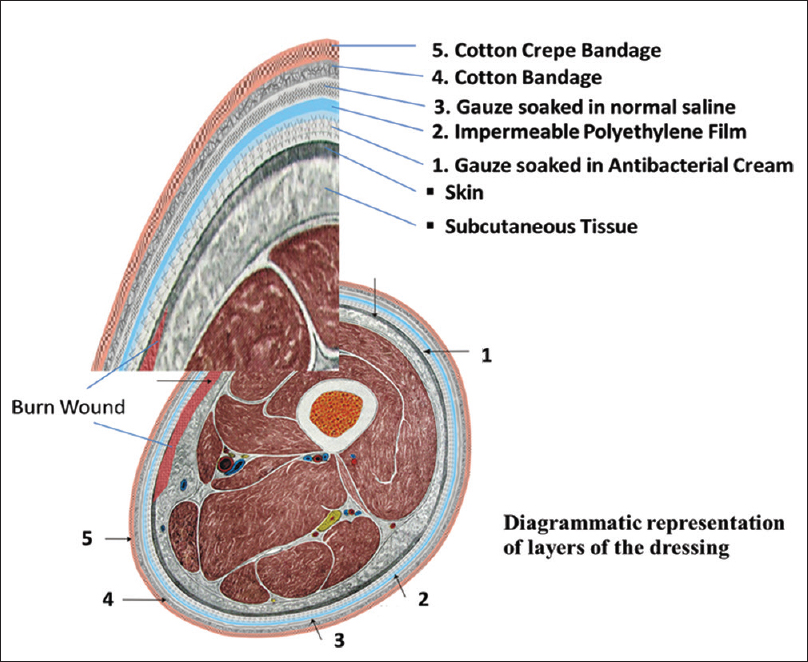 5. Cotton Crepe Bandage
4. Cotton Bandage
3. Gauze soaked in normal saline
2. Impermeable Polyethylene Film
1. Gauze soaked in Antibacterial Cream
▪ Skin
▪ Subcutaneous Tissue
1
Burn Wound
Diagrammatic representation
of layers of the dressing
5
4
2
3